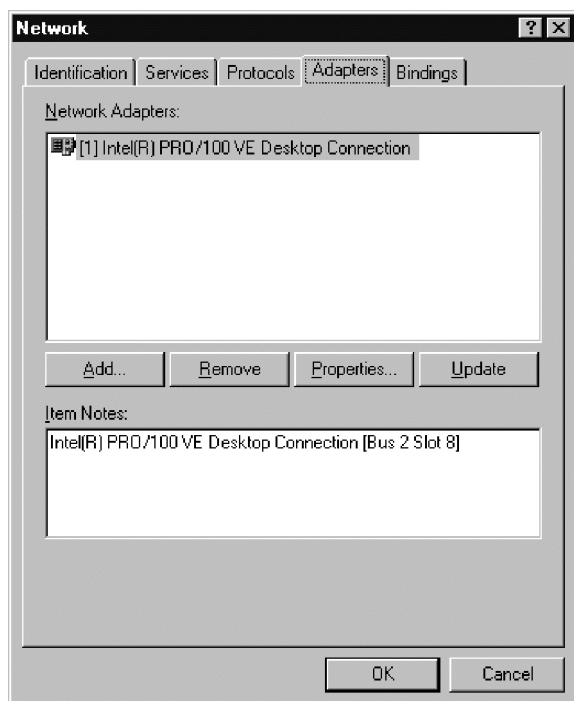 Network
Identification Services Protocols Adapters Bindings
Network Adapters:
[1] Intel(R) PRO/100 VE Desktop Connection
Add... Remove Properties... Update
Item Notes:
Intel(R) PRO/100 VE Desktop Connection [Bus 2 Slot 8]
OK Cancel